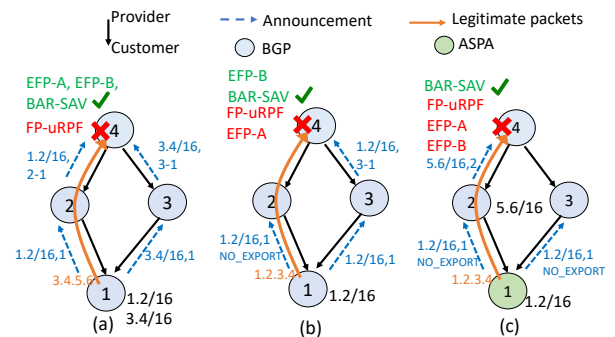 Provider
Customer
Announcement
BGP
Legitimate packets
ASPA
EFP-A, EFP-B,
BAR-SAV
FP-uRPF
4
1.2/16,
2-1
3.4/16,
3-1
2
3
1.2/16,1
3.4/16,1
3.4.5.6
1
1.2/16
3.4/16
(a)
EFP-B
BAR-SAV
FP-uRPF
EFP-A
4
1.2/16,
3-1
2
3
1.2/16,1
NO_EXPORT
1.2/16,1
1.2.3.4
1
1.2/16
(b)
BAR-SAV
FP-uRPF
EFP-A
EFP-B
4
5.6/16,2
2
5.6/16
3
1.2/16,1
NO_EXPORT
1.2/16,1
NO_EXPORT
1.2.3.4
1
1.2/16
(c)